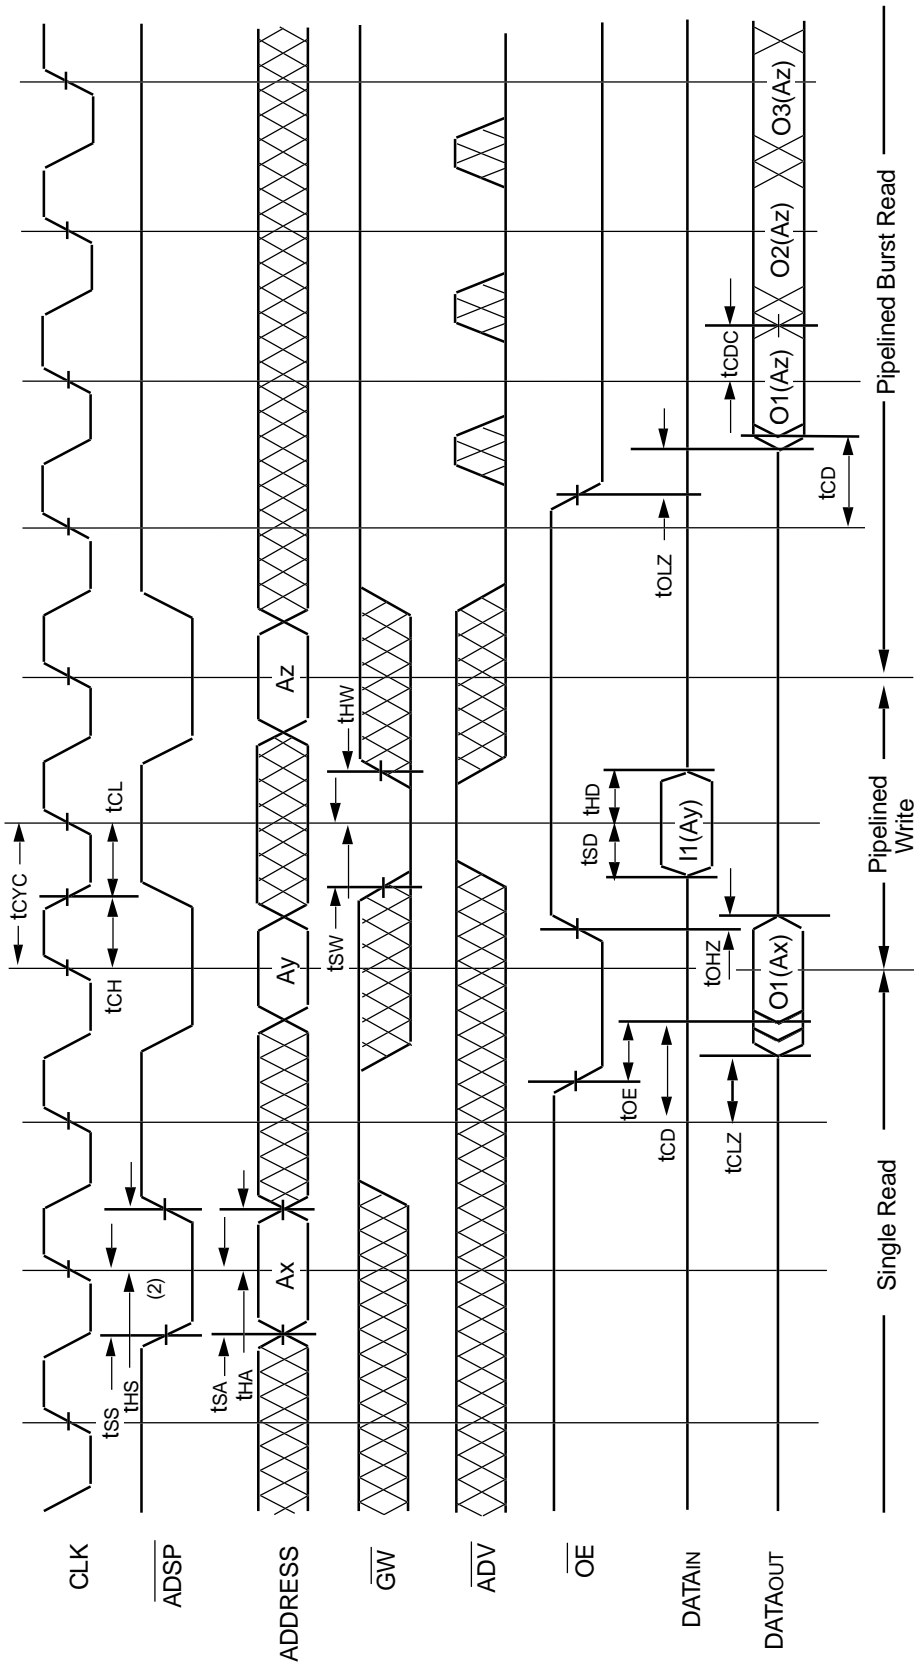 CLK
tCYC
tCH
tCL
tSS
tHS
(2)
ADSP
tSA
tHA
ADDRESS
Ax
Ay
Az
GW
tSW
tHW
ADV
OE
tOE
tOLZ
DATAIN
tCD
tSD
tHD
I1(Ay)
tCLZ
tOHZ
tCDC
DATAOUT
O1(Ax)
O1(Az)
O2(Az)
O3(Az)
tCD
Single Read
Pipelined
Write
Pipelined Burst Read